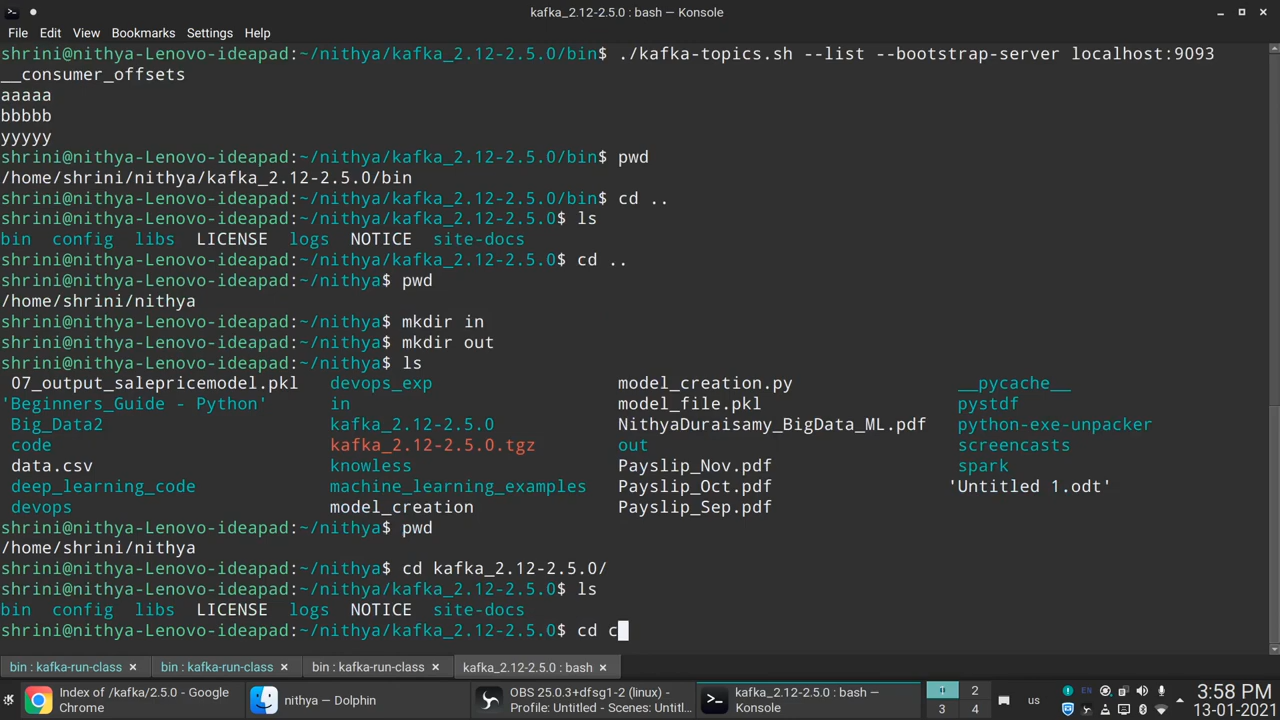 kafka_2.12-2.5.0 : bash — Konsole
File Edit View Bookmarks Settings Help
shrini@nithya-Lenovo-ideapad:~/nithya/kafka_2.12-2.5.0/bin$ ./kafka-topics.sh --list --bootstrap-server localhost:9093
__consumer_offsets
aaaaa
bbbbb
yyyyy
shrini@nithya-Lenovo-ideapad:~/nithya/kafka_2.12-2.5.0/bin$ pwd
/home/shrini/nithya/kafka_2.12-2.5.0/bin
shrini@nithya-Lenovo-ideapad:~/nithya/kafka_2.12-2.5.0/bin$ cd ..
shrini@nithya-Lenovo-ideapad:~/nithya/kafka_2.12-2.5.0$ ls
bin config libs LICENSE logs NOTICE site-docs
shrini@nithya-Lenovo-ideapad:~/nithya/kafka_2.12-2.5.0$ cd ..
shrini@nithya-Lenovo-ideapad:~/nithya$ pwd
/home/shrini/nithya
shrini@nithya-Lenovo-ideapad:~/nithya$ mkdir in
shrini@nithya-Lenovo-ideapad:~/nithya$ mkdir out
shrini@nithya-Lenovo-ideapad:~/nithya$ ls
07_output_salepricemodel.pkl devops_exp model_creation.py __pycache__
'Beginners_Guide - Python' in model_file.pkl pystdf
Big_Data2 kafka_2.12-2.5.0 NithyaDuraisamy_BigData_ML.pdf python-exe-unpacker
code kafka_2.12-2.5.0.tgz out screencasts
data.csv knowless Payslip_Nov.pdf spark
deep_learning_code machine_learning_examples Payslip_Oct.pdf 'Untitled 1.odt'
devops model_creation Payslip_Sep.pdf
shrini@nithya-Lenovo-ideapad:~/nithya$ pwd
/home/shrini/nithya
shrini@nithya-Lenovo-ideapad:~/nithya$ cd kafka_2.12-2.5.0/
shrini@nithya-Lenovo-ideapad:~/nithya/kafka_2.12-2.5.0$ ls
bin config libs LICENSE logs NOTICE site-docs
shrini@nithya-Lenovo-ideapad:~/nithya/kafka_2.12-2.5.0$ cd c
bin : kafka-run-class bin : kafka-run-class bin : kafka-run-class kafka_2.12-2.5.0 : bash
Index of /kafka/2.5.0 - Google Chrome
nithya — Dolphin
OBS 25.0.3+dfsg1-2 (linux) - Profile: Untitled - Scenes: Untitl...
kafka_2.12-2.5.0 : bash — Konsole
2
3 4
us
EN
3:58 PM
13-01-2021